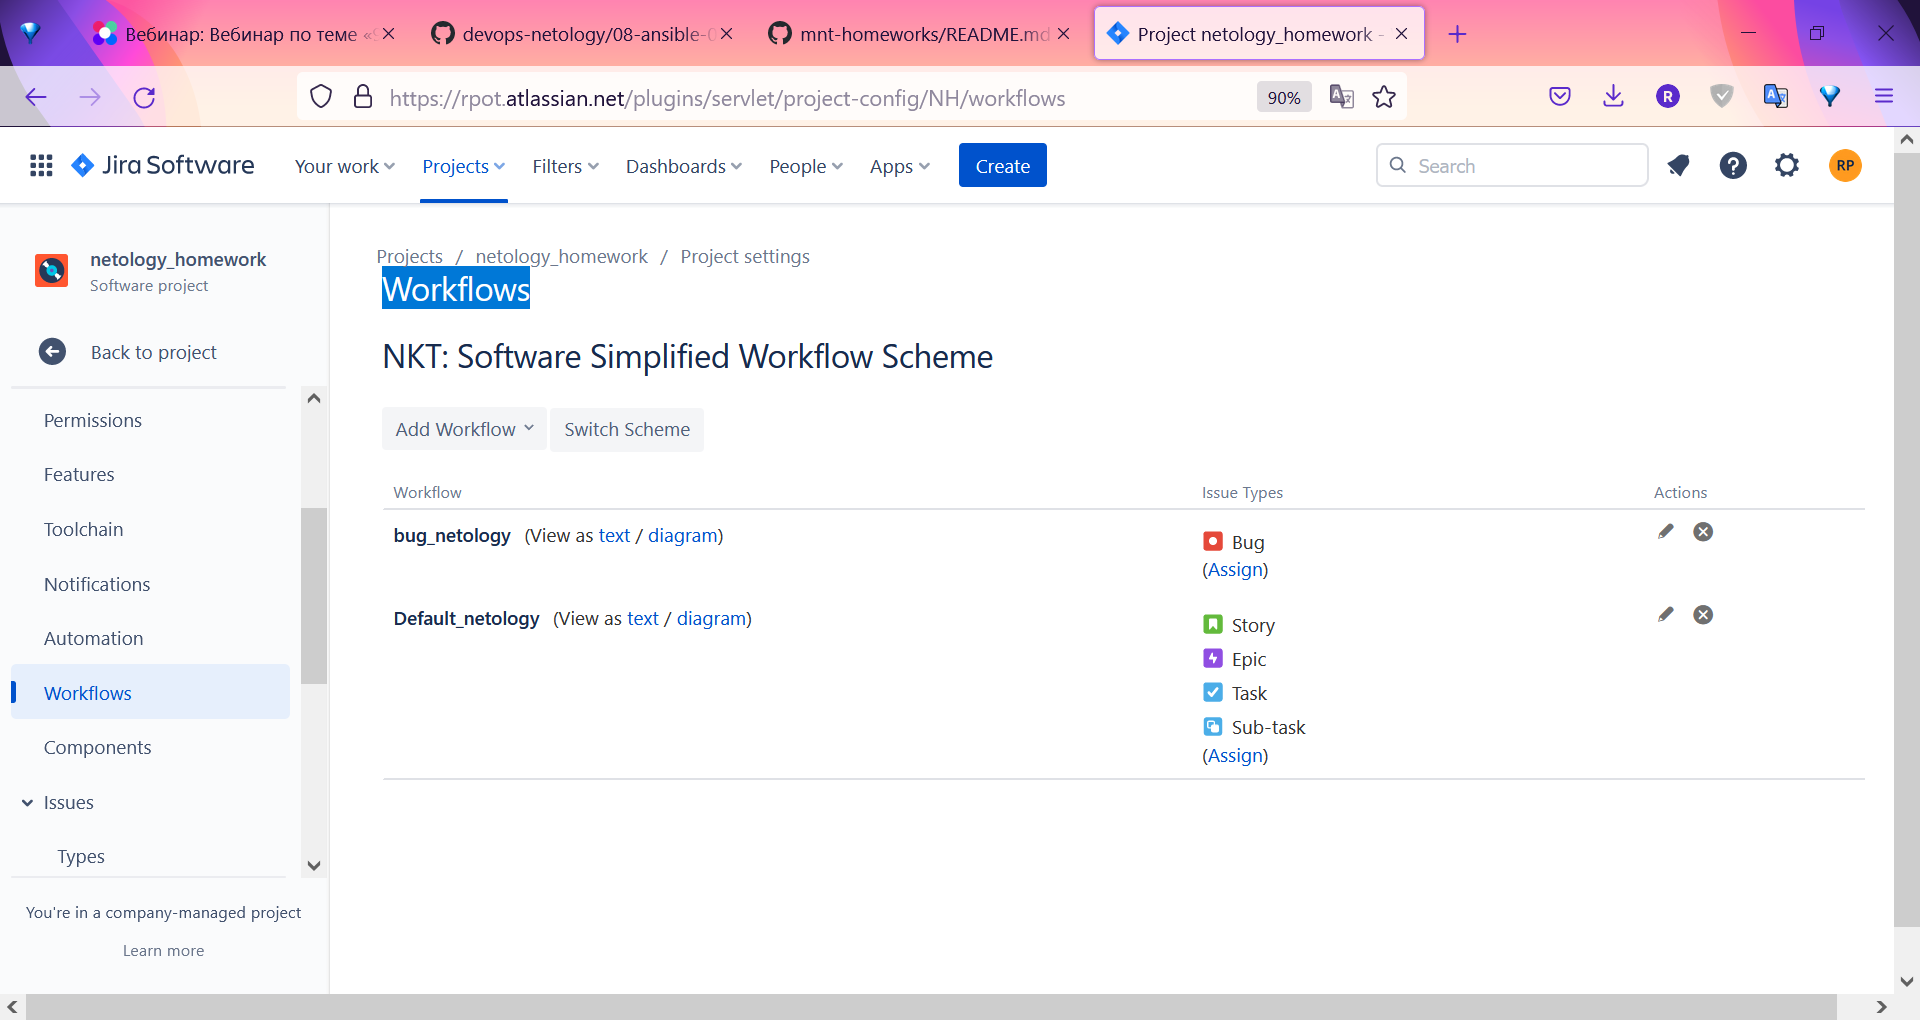 Вебинар: Вебинар по теме «
devops-netology/08-ansible-0
mnt-homeworks/README.md
Project netology_homework -
https://rpot.atlassian.net/plugins/servlet/project-config/NH/workflows
90%
R
Jira Software
Your work
Projects
Filters
Dashboards
People
Apps
Create
Search
RP
netology_homework
Software project
Back to project
Permissions
Features
Toolchain
Notifications
Automation
Workflows
Components
Issues
Types
You're in a company-managed project
Learn more
Projects / netology_homework / Project settings
Workflows
NKT: Software Simplified Workflow Scheme
Add Workflow
Switch Scheme
Workflow Issue Types Actions
bug_netology (View as text / diagram)
Bug
(Assign)
Default_netology (View as text / diagram)
Story
Epic
Task
Sub-task
(Assign)